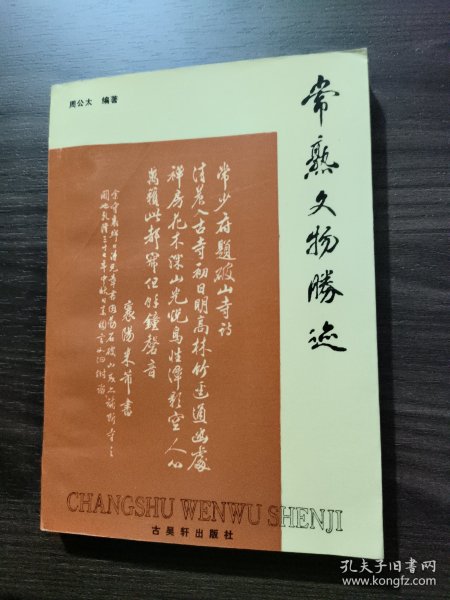 周公太 编著
常熟文物勝迹
常少府題破山寺詩
清晨入古寺初日明高林竹逕通幽處
禅房花木深山光悦鳥性潭影空人心
萬籟此都寂但餘鐘磬音
襄陽米芾書
CHANGSHU WENWU SHENJI
古吴轩出版社
孔夫子旧书网
www.kongfz.com